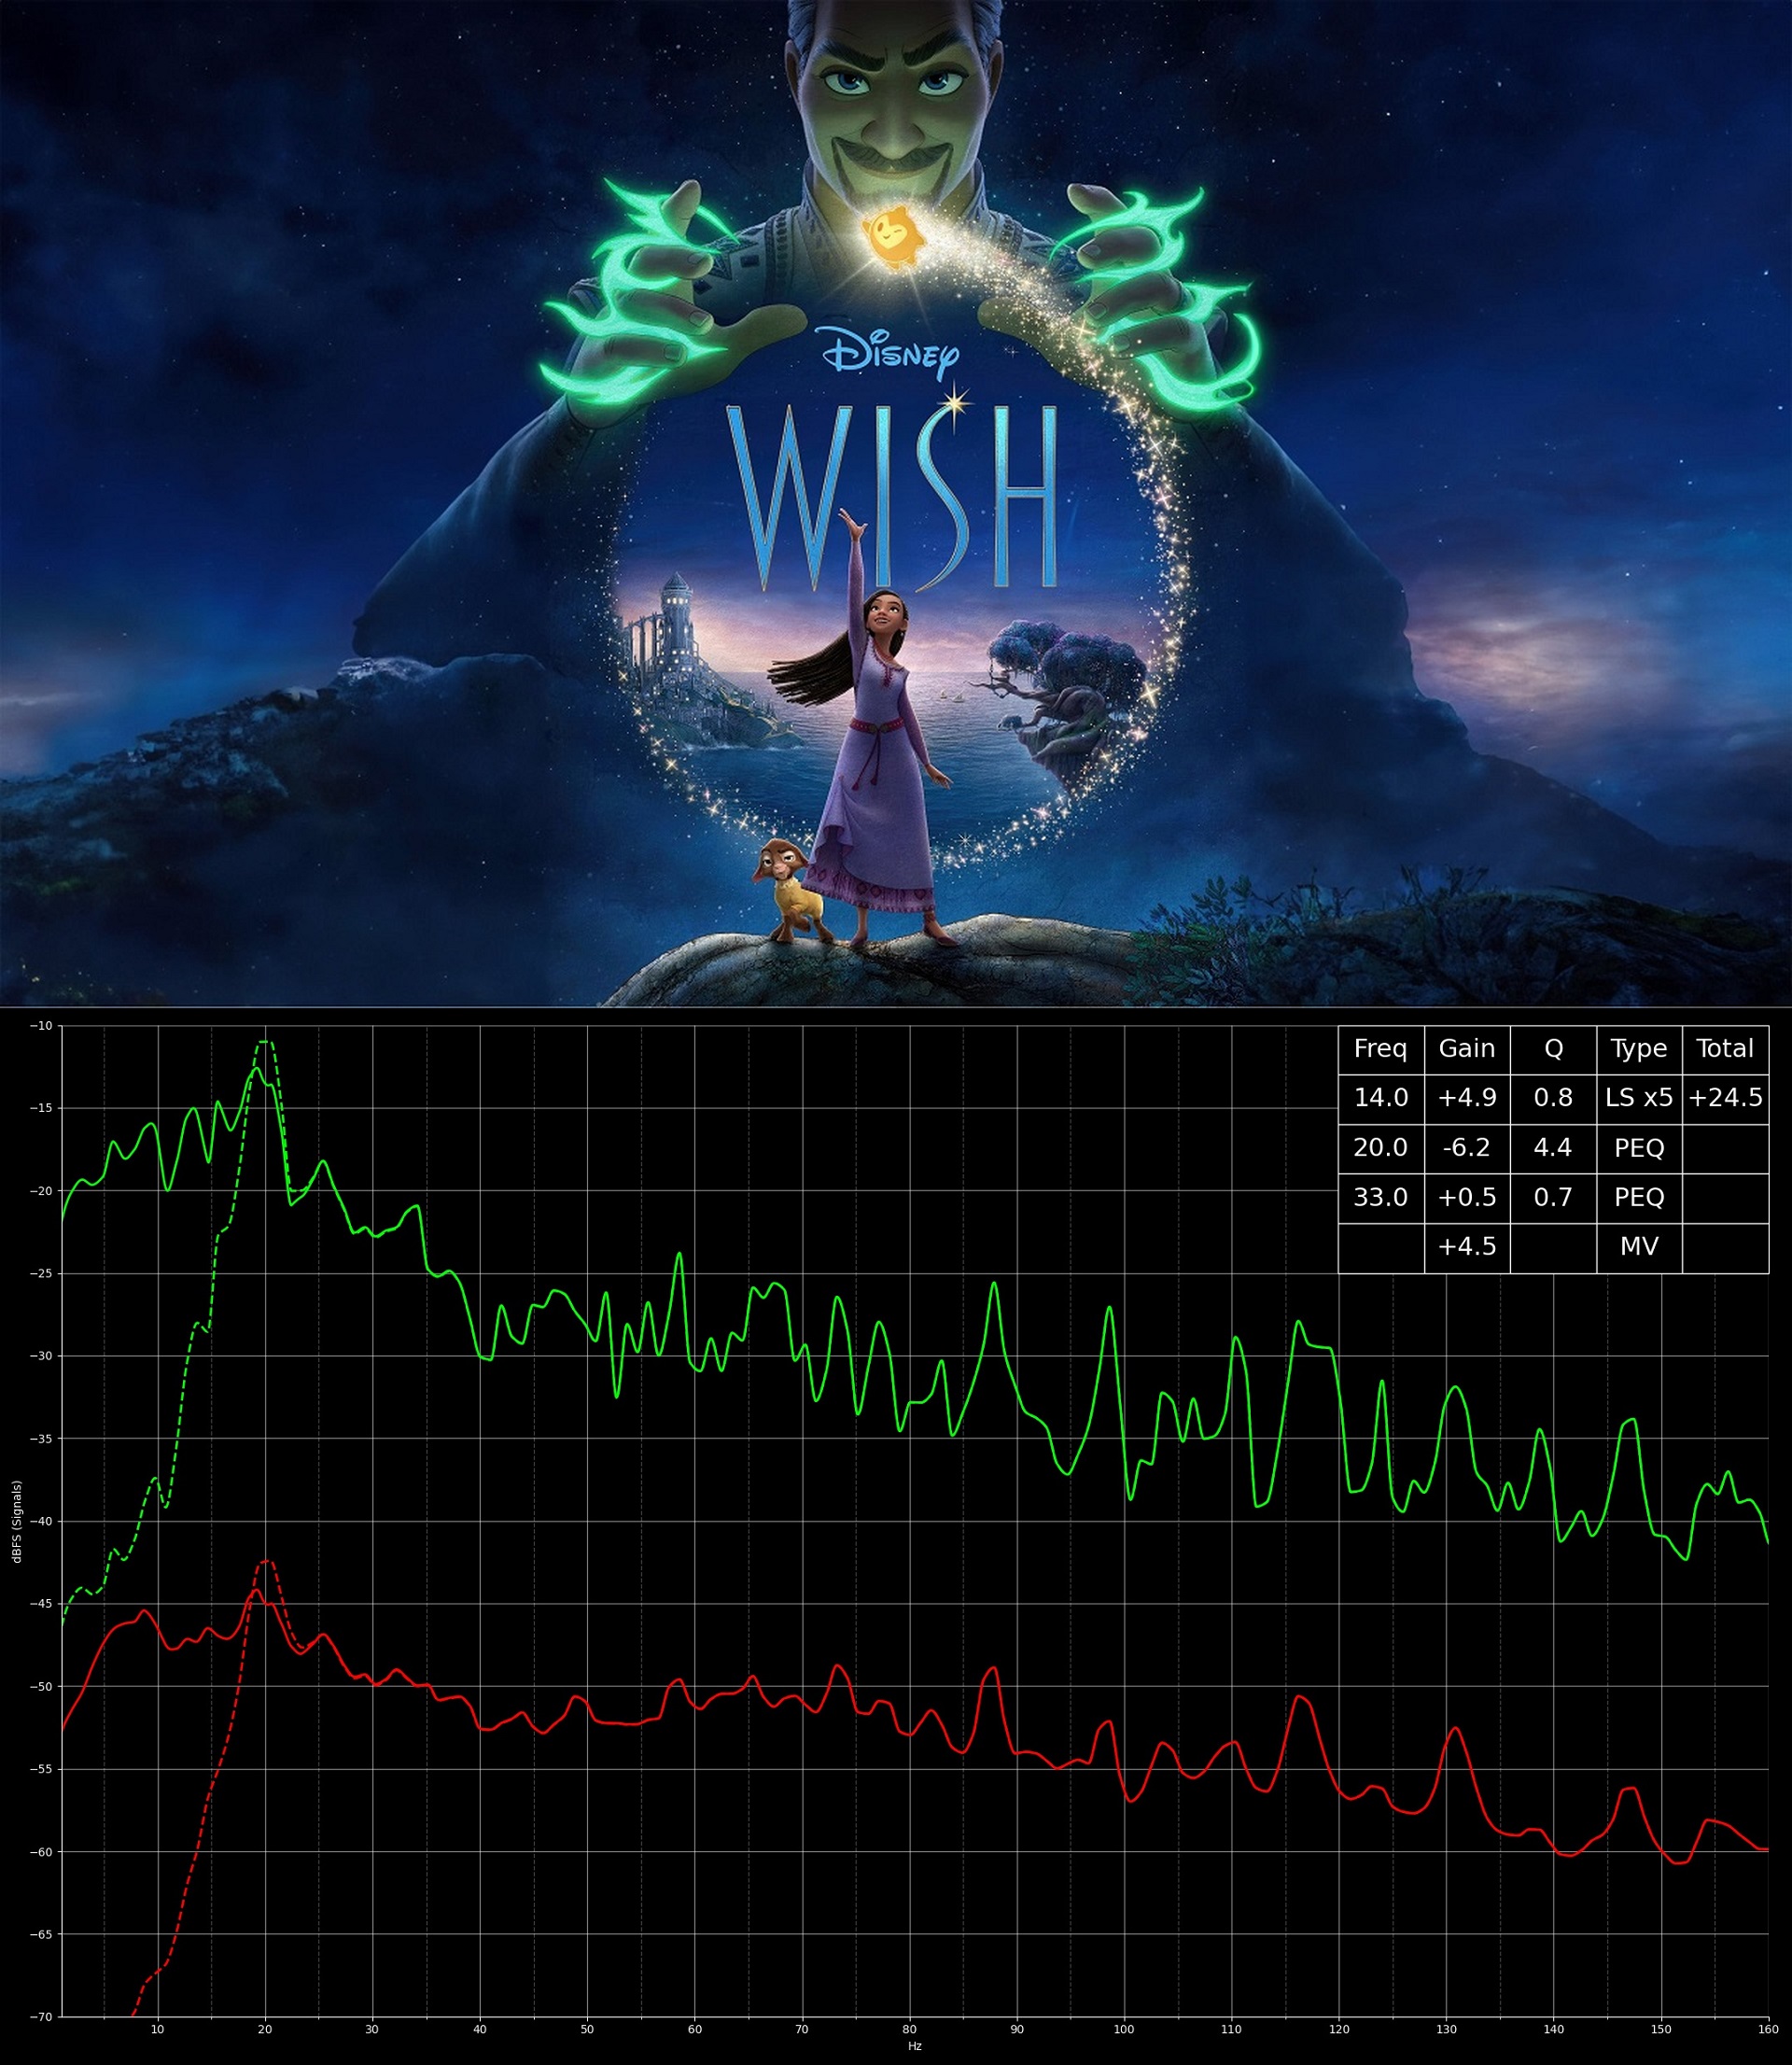 Disney
WISH
Freq Gain Q Type Total
14.0 +4.9 0.8 LS x5 +24.5
20.0 -6.2 4.4 PEQ
33.0 +0.5 0.7 PEQ
+4.5 MV
−10
−15
−20
−25
−30
−35
−40
−45
−50
−55
−60
−65
−70
dBFS (Signals)
10 20 30 40 50 60 70 80 90 100 110 120 130 140 150 160
Hz